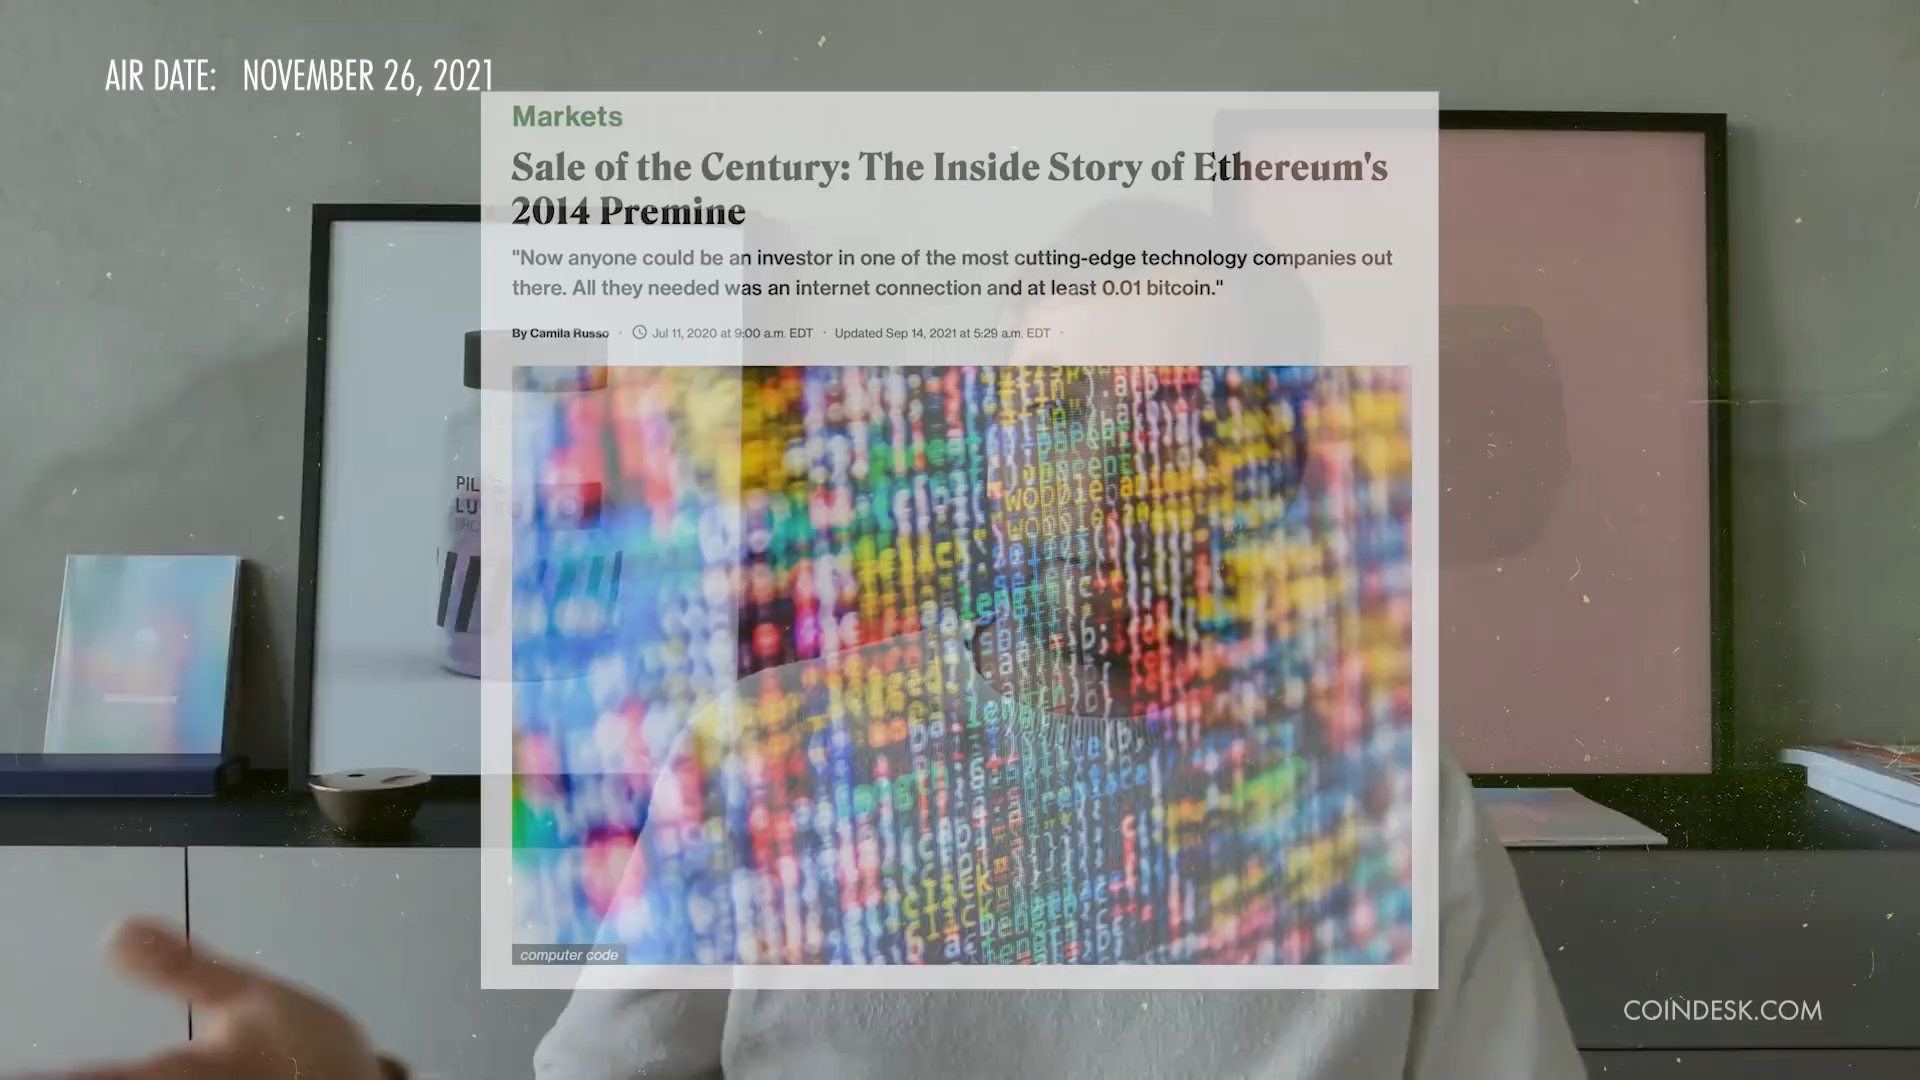 AIR DATE: NOVEMBER 26, 2021
Markets
Sale of the Century: The Inside Story of Ethereum's
2014 Premine
"Now anyone could be an investor in one of the most cutting-edge technology companies out
there. All they needed was an internet connection and at least 0.01 bitcoin."
By Camila Russo · Jul 11, 2020 at 9:00 a.m. EDT · Updated Sep 14, 2021 at 5:29 a.m. EDT ·
PIL
LU
computer code
COINDESK.COM